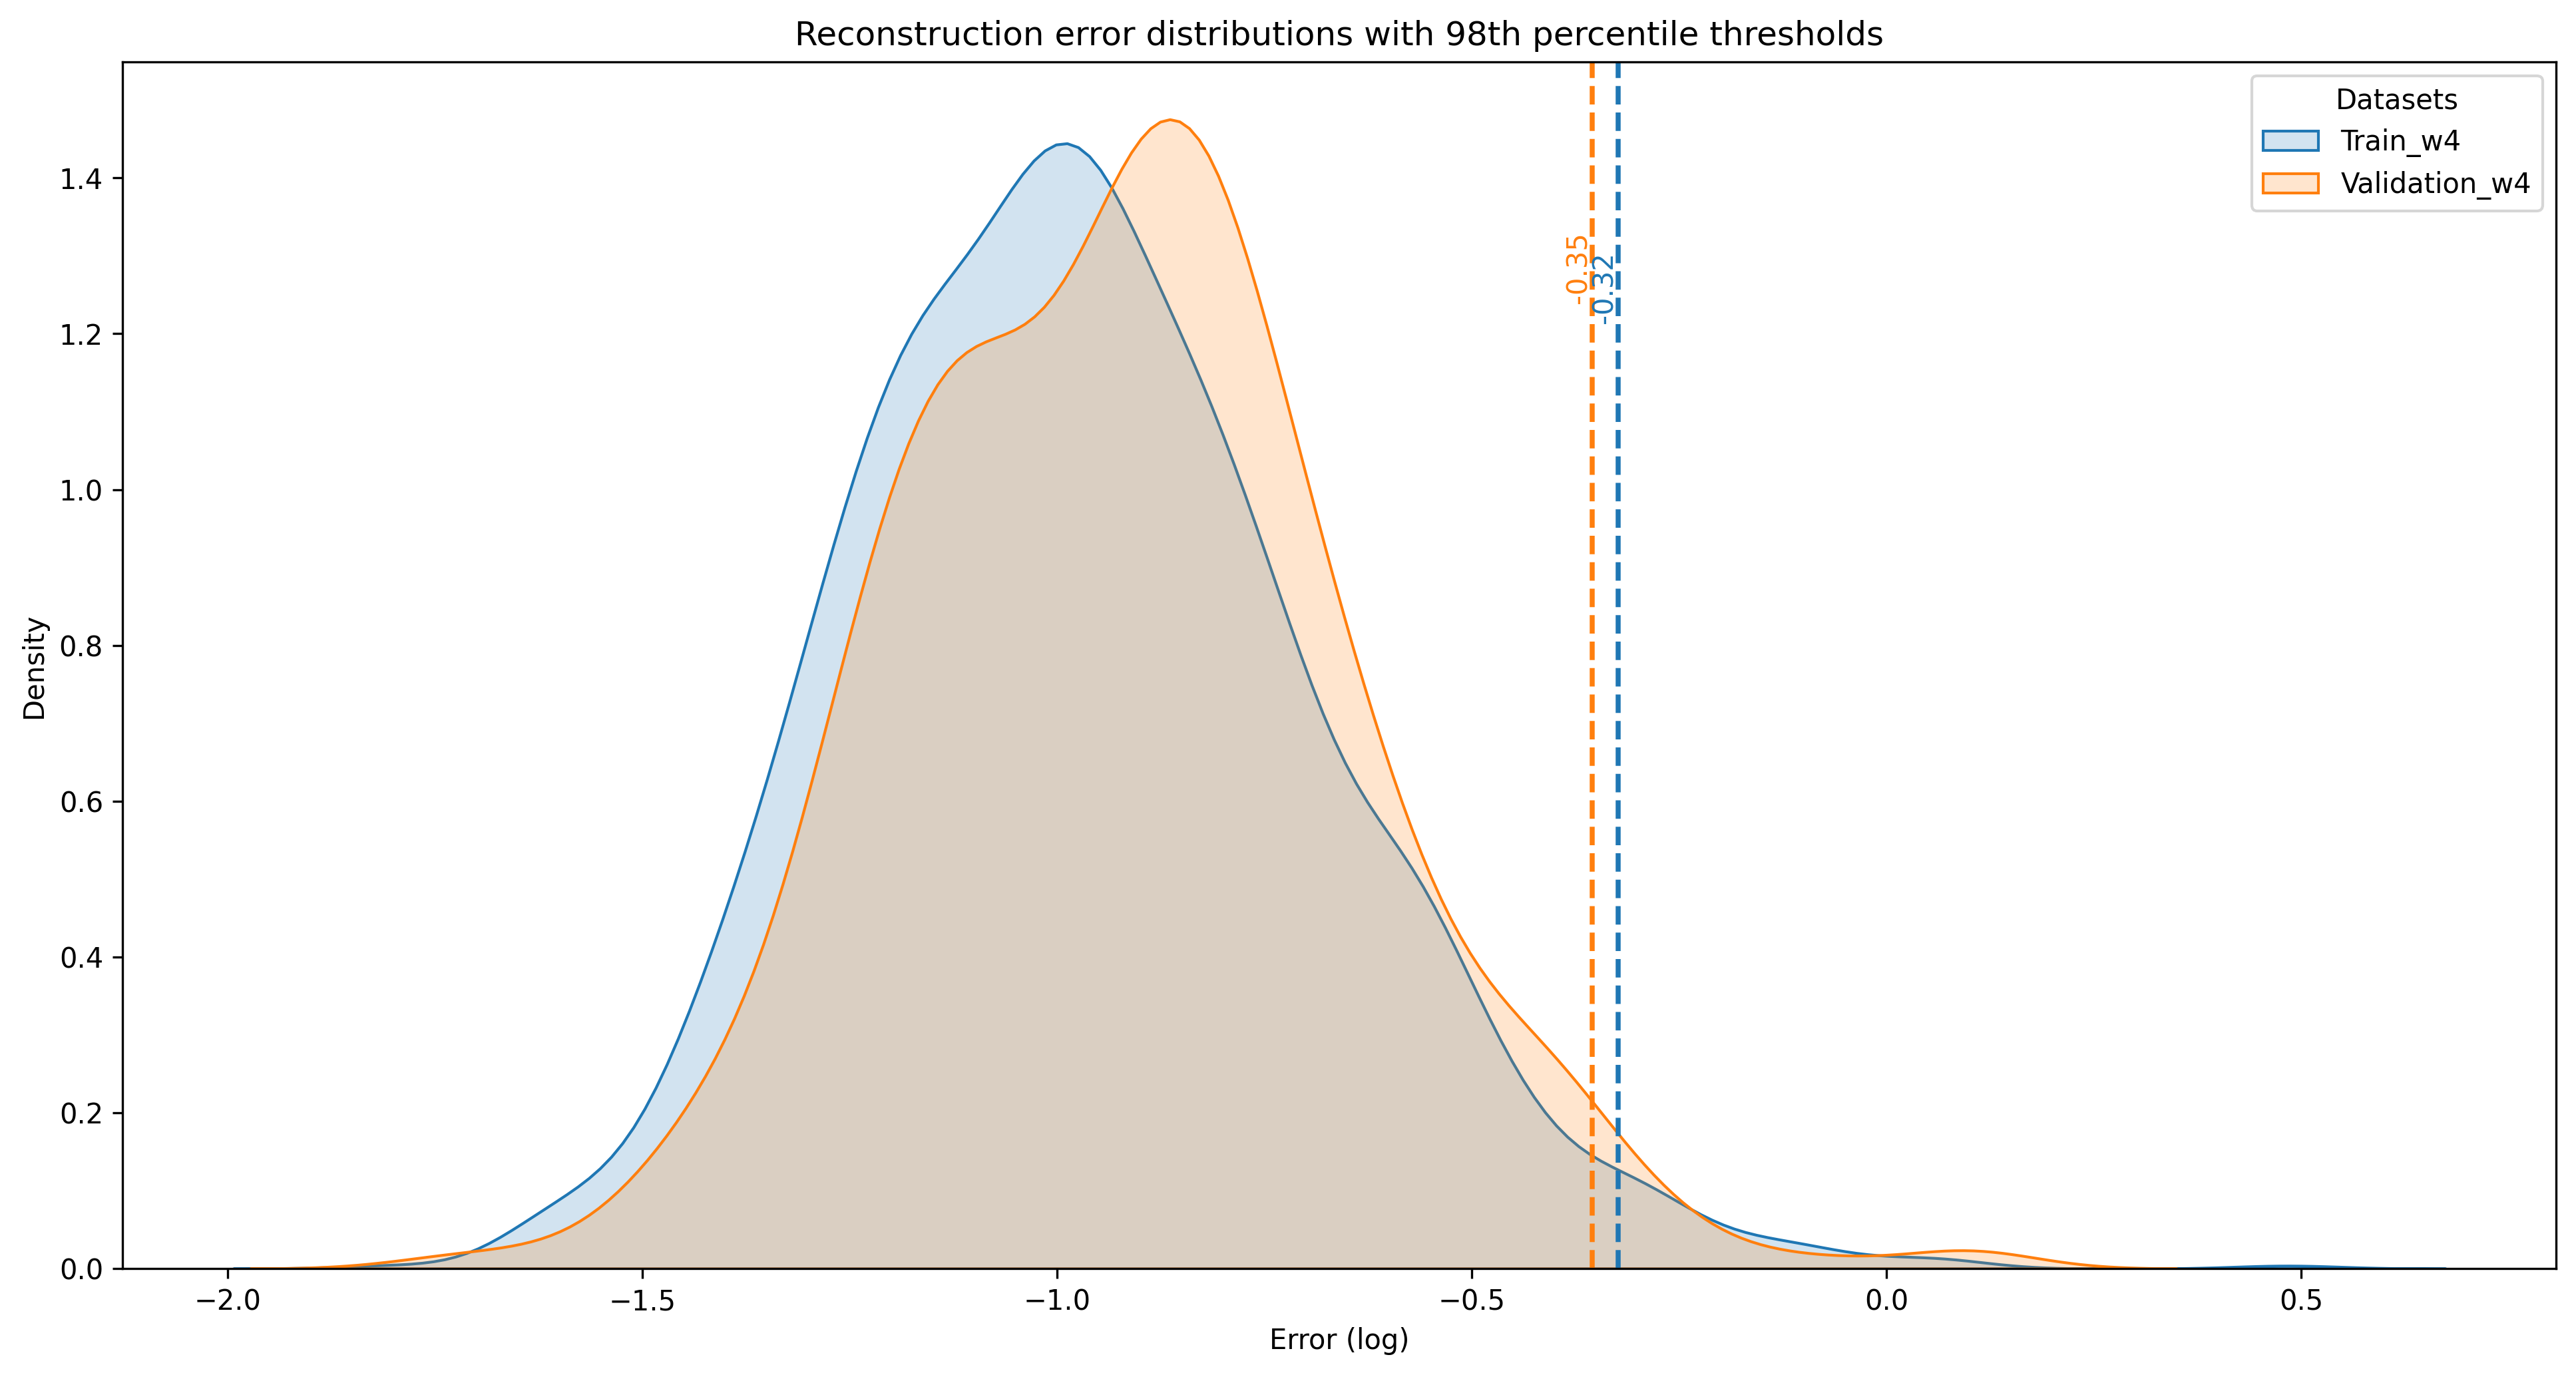 Reconstruction error distributions with 98th percentile thresholds
Datasets
Train_w4
Validation_w4
-0.35
-0.32
Density
1.4
1.2
1.0
0.8
0.6
0.4
0.2
0.0
−2.0
−1.5
−1.0
−0.5
0.0
0.5
Error (log)